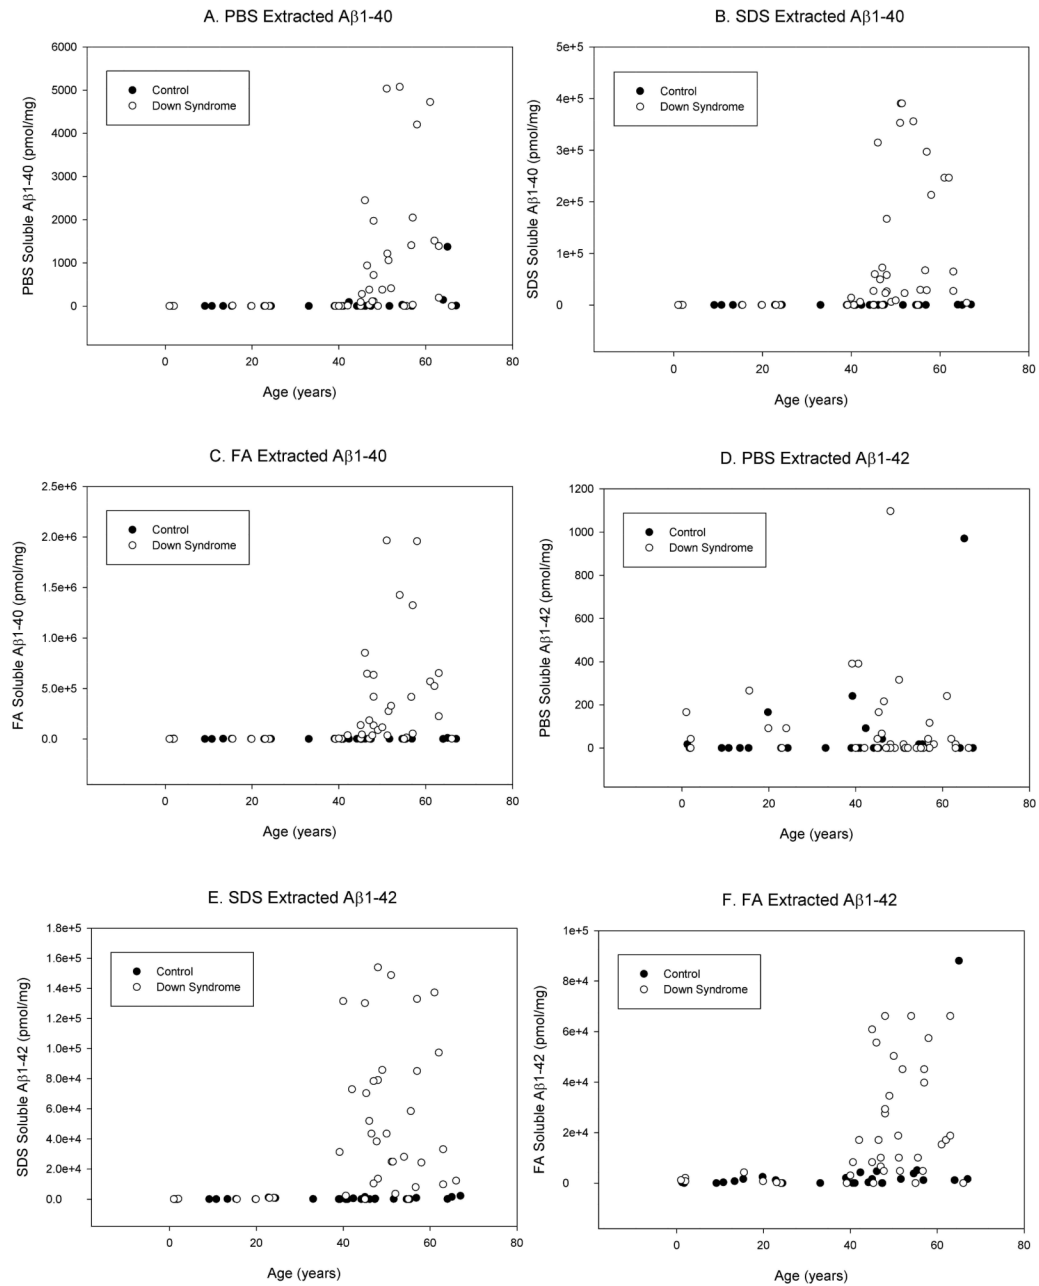 A. PBS Extracted Aβ1-40
PBS Soluble Aβ1-40 (pmol/mg)
6000
5000
4000
3000
2000
1000
0
Control
Down Syndrome
0 20 40 60 80
Age (years)
B. SDS Extracted Aβ1-40
SDS Soluble Aβ1-40 (pmol/mg)
5e+5
4e+5
3e+5
2e+5
1e+5
0
Control
Down Syndrome
0 20 40 60 80
Age (years)
C. FA Extracted Aβ1-40
FA Soluble Aβ1-40 (pmol/mg)
2.5e+6
2.0e+6
1.5e+6
1.0e+6
5.0e+5
0.0
Control
Down Syndrome
0 20 40 60 80
Age (years)
D. PBS Extracted Aβ1-42
PBS Soluble Aβ1-42 (pmol/mg)
1200
1000
800
600
400
200
0
Control
Down Syndrome
0 20 40 60 80
Age (years)
E. SDS Extracted Aβ1-42
SDS Soluble Aβ1-42 (pmol/mg)
1.8e+5
1.6e+5
1.4e+5
1.2e+5
1.0e+5
8.0e+4
6.0e+4
4.0e+4
2.0e+4
0.0
Control
Down Syndrome
0 20 40 60 80
Age (years)
F. FA Extracted Aβ1-42
FA Soluble Aβ1-42 (pmol/mg)
1e+5
8e+4
6e+4
4e+4
2e+4
0
Control
Down Syndrome
0 20 40 60 80
Age (years)